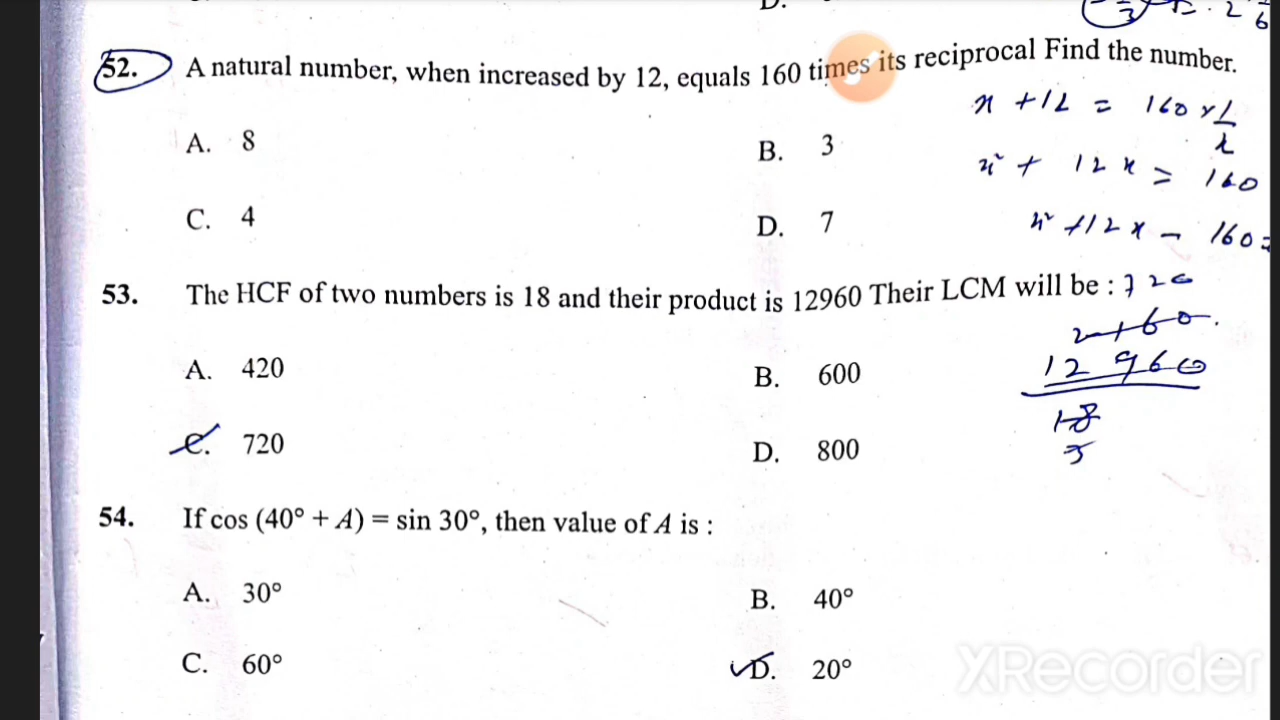 52. A natural number, when increased by 12, equals 160 times its reciprocal Find the number.
x + 12 = 160 × 1/x
A. 8 B. 3
x² + 12x = 160
C. 4 D. 7
x² + 12x - 160 =
53. The HCF of two numbers is 18 and their product is 12960 Their LCM will be : 720
2160
A. 420 B. 600
12960
18
C. 720 D. 800
54. If cos (40° + A) = sin 30°, then value of A is :
A. 30° B. 40°
C. 60° D. 20°
XRecorder